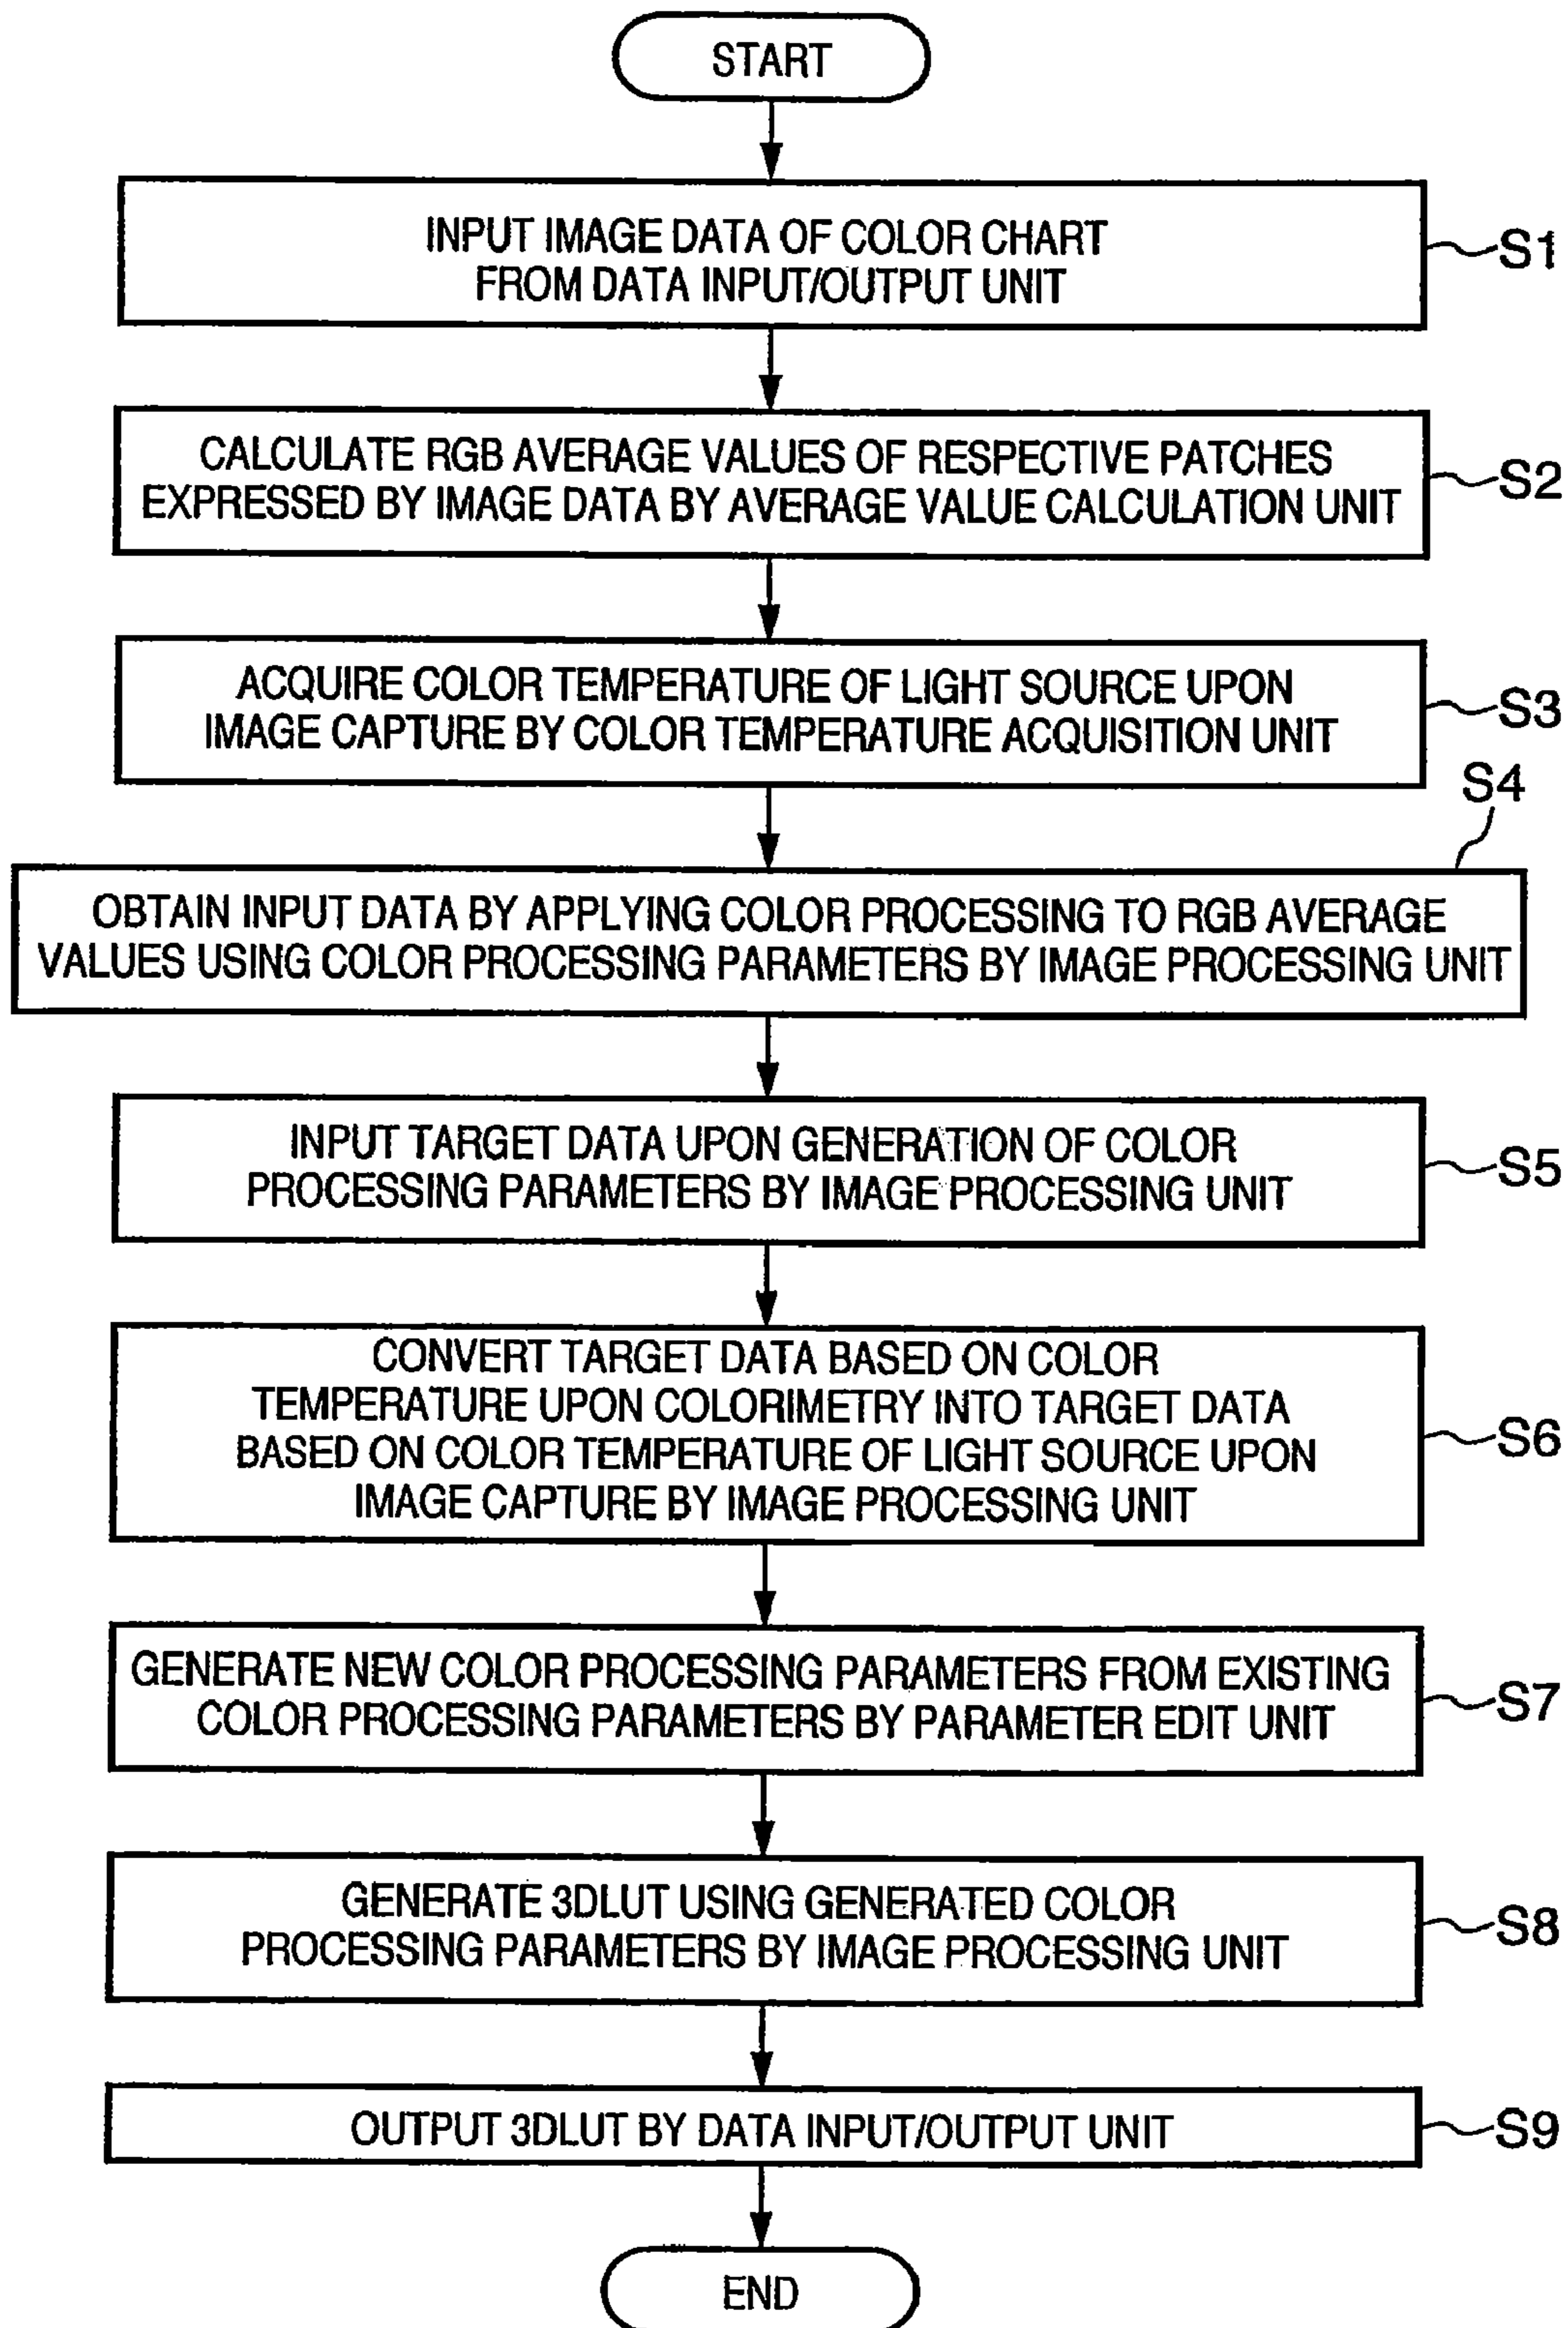 START
INPUT IMAGE DATA OF COLOR CHART
FROM DATA INPUT/OUTPUT UNIT
S1
CALCULATE RGB AVERAGE VALUES OF RESPECTIVE PATCHES
EXPRESSED BY IMAGE DATA BY AVERAGE VALUE CALCULATION UNIT
S2
ACQUIRE COLOR TEMPERATURE OF LIGHT SOURCE UPON
IMAGE CAPTURE BY COLOR TEMPERATURE ACQUISITION UNIT
S3
S4
OBTAIN INPUT DATA BY APPLYING COLOR PROCESSING TO RGB AVERAGE
VALUES USING COLOR PROCESSING PARAMETERS BY IMAGE PROCESSING UNIT
INPUT TARGET DATA UPON GENERATION OF COLOR
PROCESSING PARAMETERS BY IMAGE PROCESSING UNIT
S5
CONVERT TARGET DATA BASED ON COLOR
TEMPERATURE UPON COLORIMETRY INTO TARGET DATA
BASED ON COLOR TEMPERATURE OF LIGHT SOURCE UPON
IMAGE CAPTURE BY IMAGE PROCESSING UNIT
S6
GENERATE NEW COLOR PROCESSING PARAMETERS FROM EXISTING
COLOR PROCESSING PARAMETERS BY PARAMETER EDIT UNIT
S7
GENERATE 3DLUT USING GENERATED COLOR
PROCESSING PARAMETERS BY IMAGE PROCESSING UNIT
S8
OUTPUT 3DLUT BY DATA INPUT/OUTPUT UNIT
S9
END